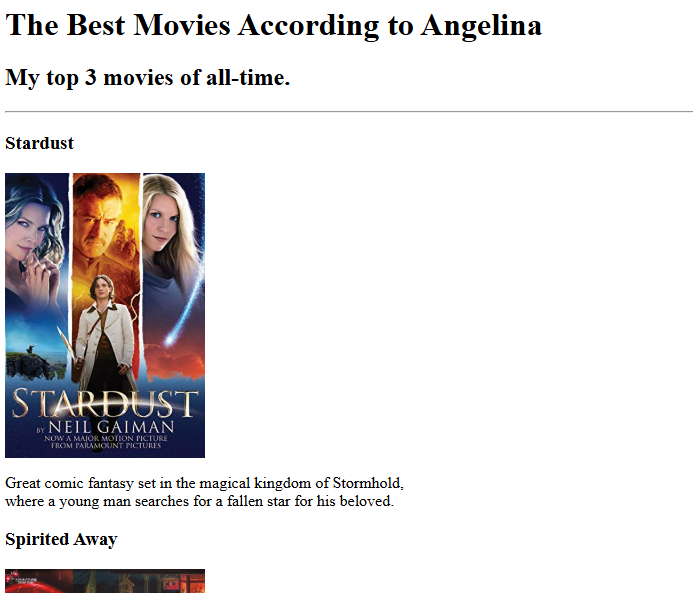 The Best Movies According to Angelina
My top 3 movies of all-time.
Stardust
STARDUST
BY NEIL GAIMAN
NOW A MAJOR MOTION PICTURE
FROM PARAMOUNT PICTURES
Great comic fantasy set in the magical kingdom of Stormhold,
where a young man searches for a fallen star for his beloved.
Spirited Away